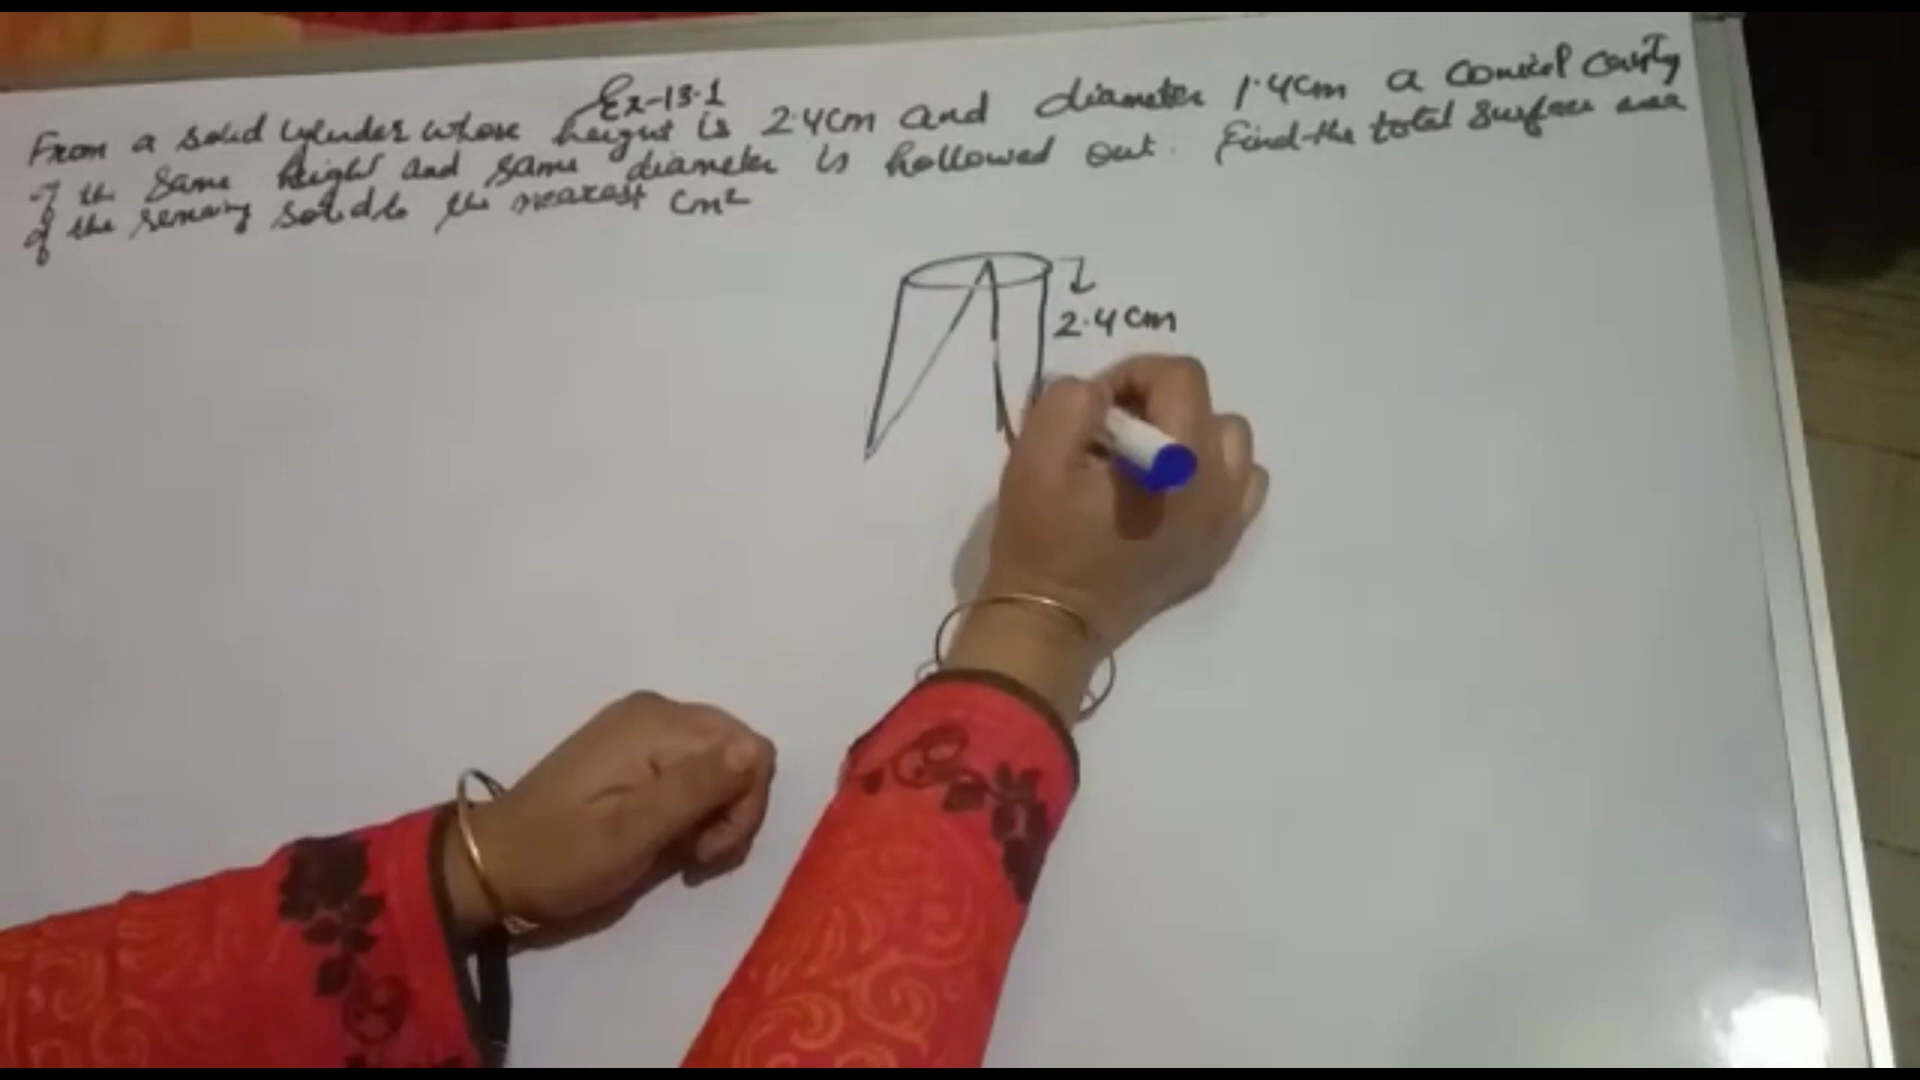 Ex-13.1
From a solid cylinder whose height is 2.4cm and diameter 1.4cm a conical cavity
of the same height and same diameter is hollowed out. Find the total surface area
of the remaing solid to the nearest cm²
2.4cm